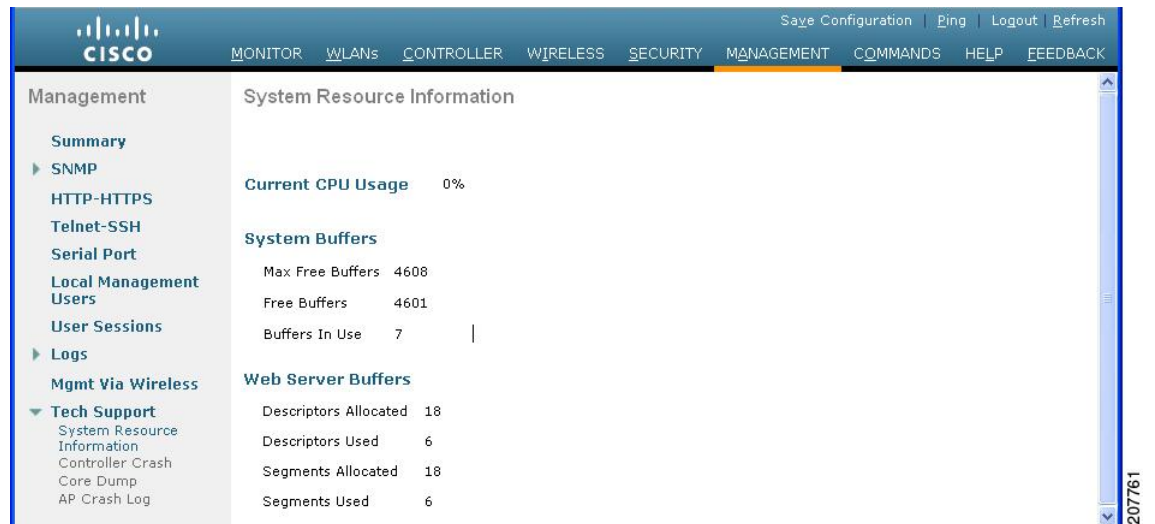 Save Configuration | Ping | Logout | Refresh
CISCO
MONITOR WLANs CONTROLLER WIRELESS SECURITY MANAGEMENT COMMANDS HELP FEEDBACK
Management
Summary
SNMP
HTTP-HTTPS
Telnet-SSH
Serial Port
Local Management
Users
User Sessions
Logs
Mgmt Via Wireless
Tech Support
System Resource
Information
Controller Crash
Core Dump
AP Crash Log
System Resource Information
Current CPU Usage 0%
System Buffers
Max Free Buffers 4608
Free Buffers 4601
Buffers In Use 7
Web Server Buffers
Descriptors Allocated 18
Descriptors Used 6
Segments Allocated 18
Segments Used 6
207761